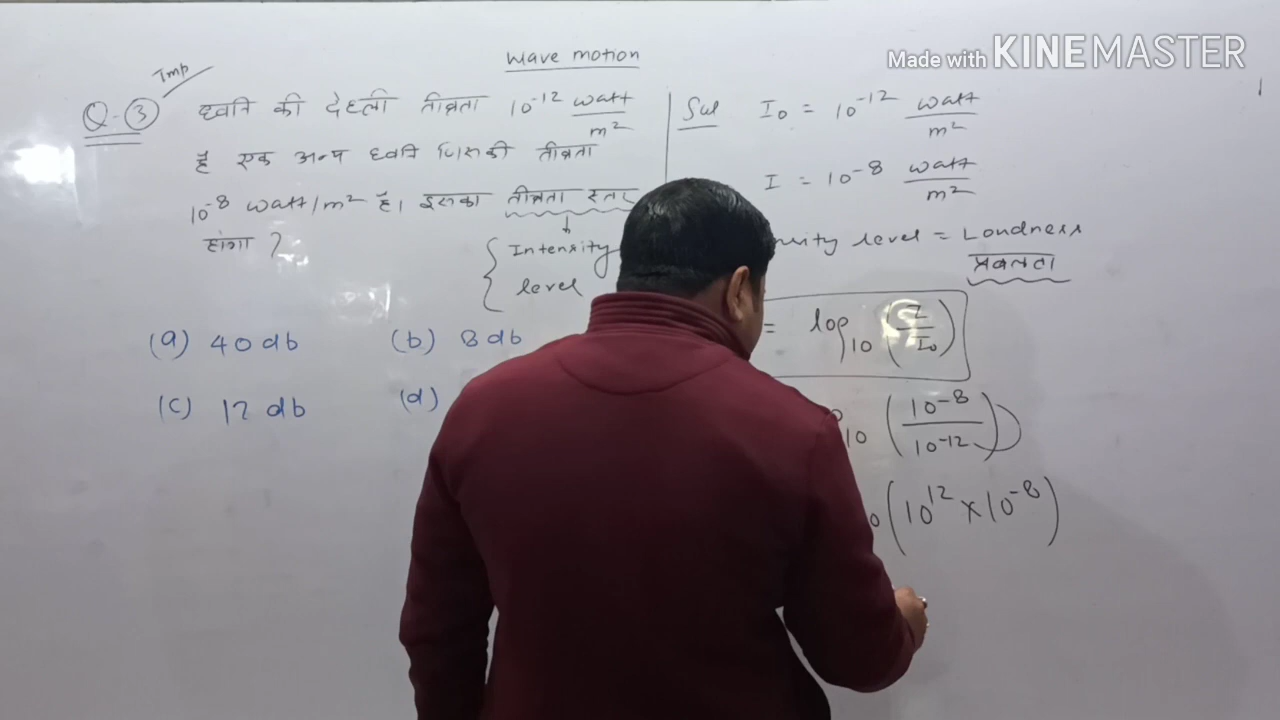 Made with KINEMASTER
Wave motion
Imp
Q.-③ ध्वनि की देहली तीव्रता 10⁻¹² watt/m²
है एक अन्य ध्वनि जिसकी तीव्रता
10⁻⁸ watt/m² है। इसका तीव्रता स्तर
होगा ?
{ Intensity
level
(a) 40 db (b) 8 db
(c) 12 db (d)
Sol I₀ = 10⁻¹² watt/m²
I = 10⁻⁸ watt/m²
level = Loudness
प्रबलता
= log₁₀ (I/I₀)
10 (10⁻⁸/10⁻¹²)
(10¹² × 10⁻⁸)